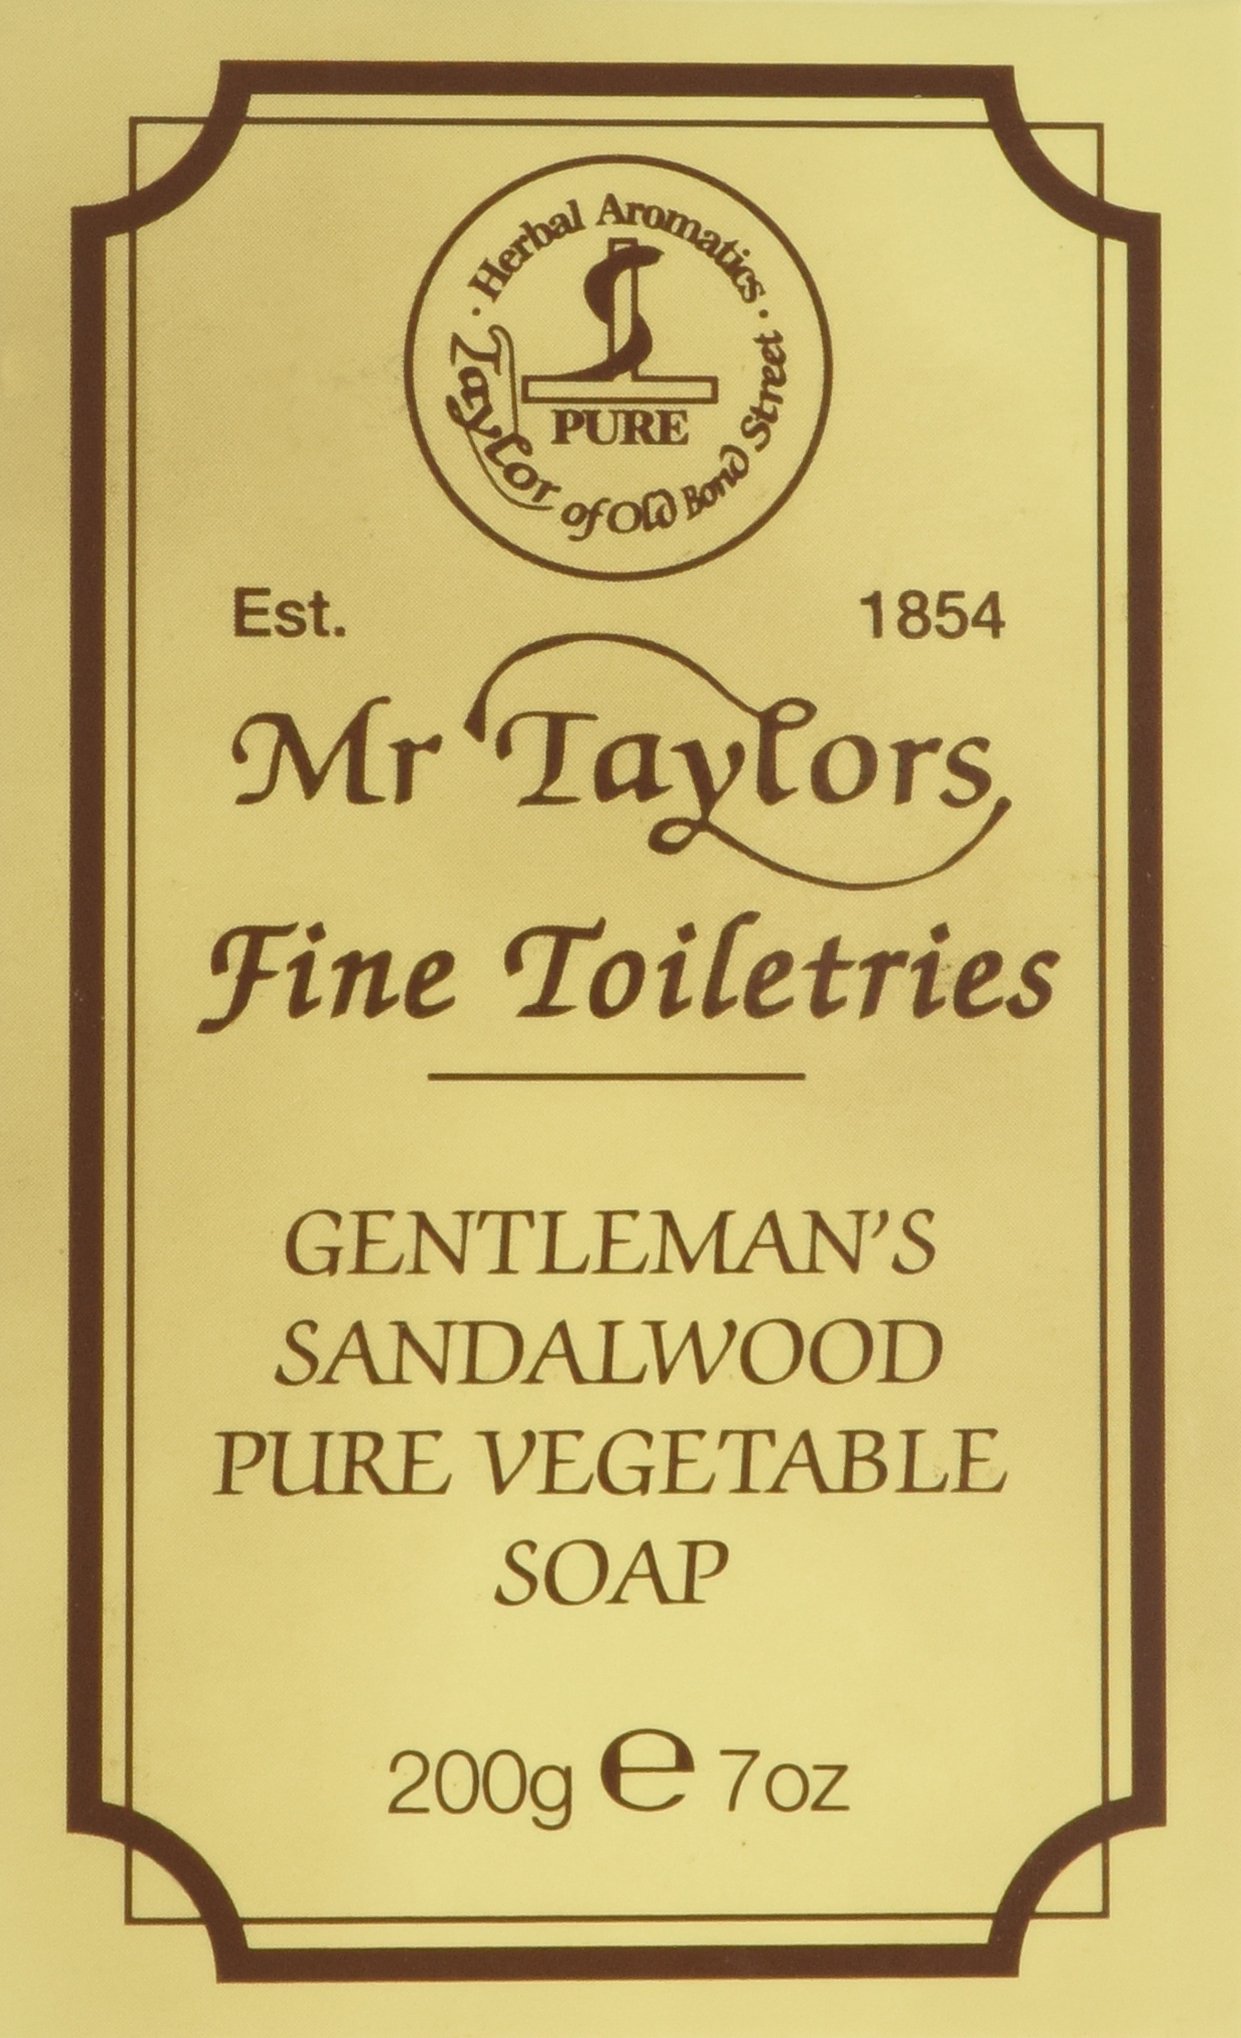 · Herbal Aromatics ·
PURE
Taylor of Old Bond Street
Est. 1854
Mr Taylors
Fine Toiletries
GENTLEMAN'S
SANDALWOOD
PURE VEGETABLE
SOAP
200g e 7oz